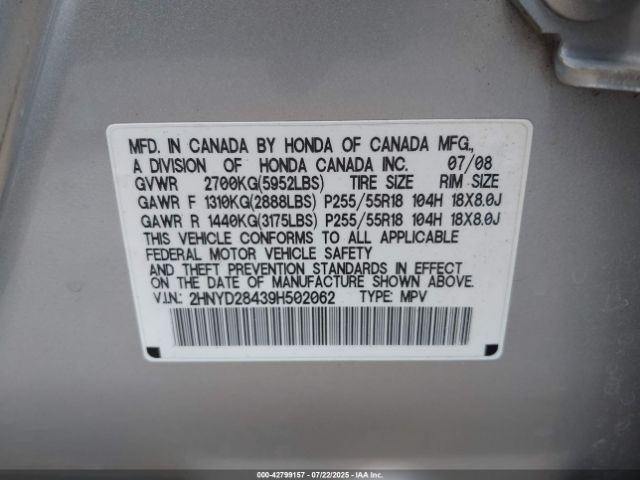 MFD. IN CANADA BY HONDA OF CANADA MFG.,
A DIVISION OF HONDA CANADA INC. 07/08
GVWR 2700KG(5952LBS) TIRE SIZE RIM SIZE
GAWR F 1310KG(2888LBS) P255/55R18 104H 18X8.0J
GAWR R 1440KG(3175LBS) P255/55R18 104H 18X8.0J
THIS VEHICLE CONFORMS TO ALL APPLICABLE
FEDERAL MOTOR VEHICLE SAFETY
AND THEFT PREVENTION STANDARDS IN EFFECT
ON THE DATE OF MANUFACTURE SHOWN ABOVE.
V.I.N.: 2HNYD28439H502062 TYPE: MPV
000-42799157 - 07/22/2025 - IAA, Inc.